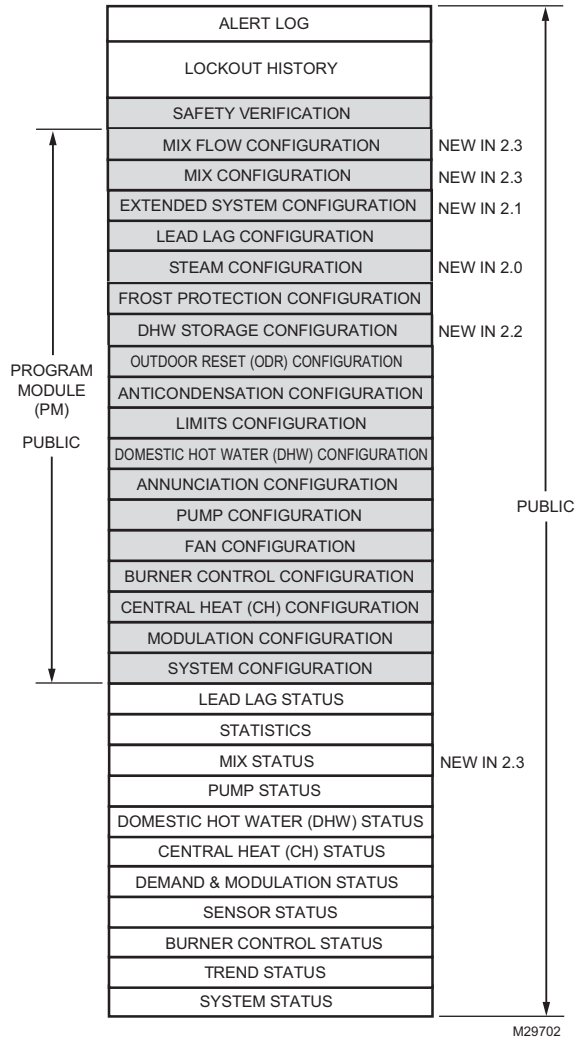 ALERT LOG
LOCKOUT HISTORY
SAFETY VERIFICATION
MIX FLOW CONFIGURATION NEW IN 2.3
MIX CONFIGURATION NEW IN 2.3
EXTENDED SYSTEM CONFIGURATION NEW IN 2.1
LEAD LAG CONFIGURATION
STEAM CONFIGURATION NEW IN 2.0
FROST PROTECTION CONFIGURATION
DHW STORAGE CONFIGURATION NEW IN 2.2
OUTDOOR RESET (ODR) CONFIGURATION
ANTICONDENSATION CONFIGURATION
LIMITS CONFIGURATION
DOMESTIC HOT WATER (DHW) CONFIGURATION
ANNUNCIATION CONFIGURATION
PUMP CONFIGURATION
FAN CONFIGURATION
BURNER CONTROL CONFIGURATION
CENTRAL HEAT (CH) CONFIGURATION
MODULATION CONFIGURATION
SYSTEM CONFIGURATION
LEAD LAG STATUS
STATISTICS
MIX STATUS NEW IN 2.3
PUMP STATUS
DOMESTIC HOT WATER (DHW) STATUS
CENTRAL HEAT (CH) STATUS
DEMAND & MODULATION STATUS
SENSOR STATUS
BURNER CONTROL STATUS
TREND STATUS
SYSTEM STATUS
PROGRAM
MODULE
(PM)
PUBLIC
PUBLIC
M29702